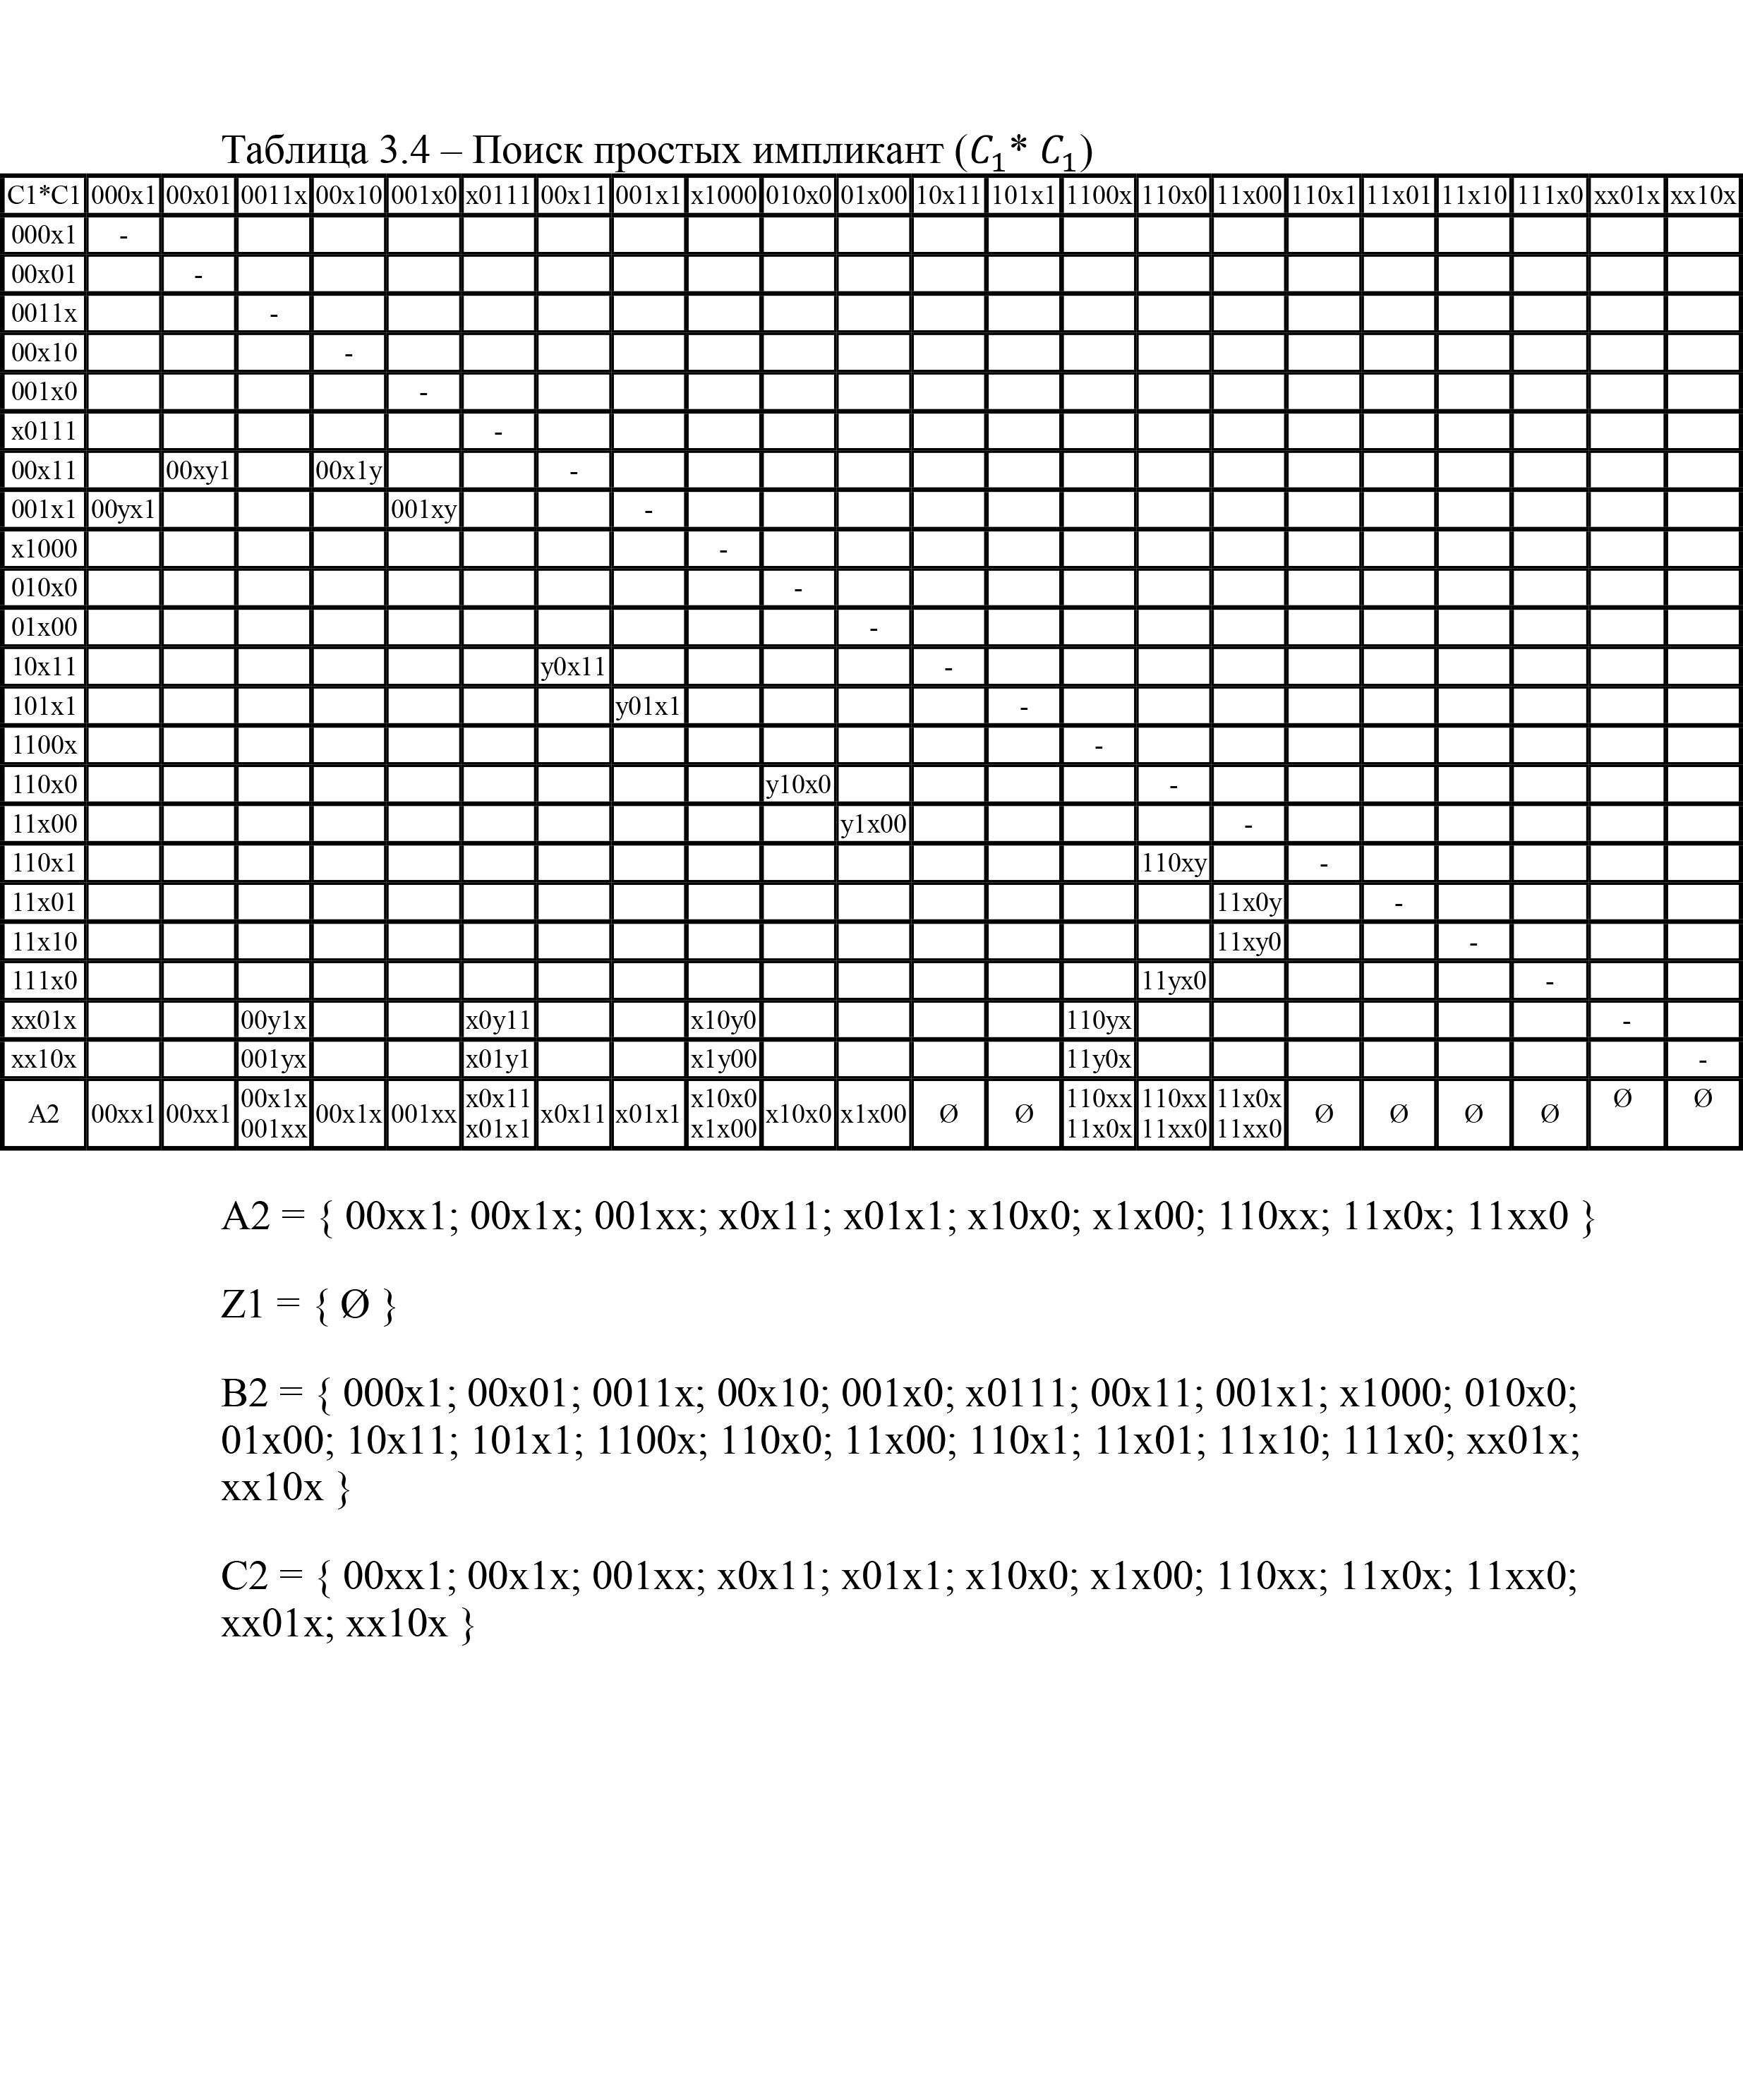 Таблица 3.4 – Поиск простых импликант (C₁* C₁)
C1*C1 000x1 00x01 0011x 00x10 001x0 x0111 00x11 001x1 x1000 010x0 01x00 10x11 101x1 1100x 110x0 11x00 110x1 11x01 11x10 111x0 xx01x xx10x
000x1 -
00x01 -
0011x -
00x10 -
001x0 -
x0111 -
00x11 00xy1 00x1y -
001x1 00yx1 001xy -
x1000 -
010x0 -
01x00 -
10x11 y0x11 -
101x1 y01x1 -
1100x -
110x0 y10x0 -
11x00 y1x00 -
110x1 110xy -
11x01 11x0y -
11x10 11xy0 -
111x0 11yx0 -
xx01x 00y1x x0y11 x10y0 110yx -
xx10x 001yx x01y1 x1y00 11y0x -
00x1x x0x11 x10x0 110xx 110xx 11x0x Ø Ø
A2 00xx1 00xx1 00x1x 001xx x0x11 x01x1 x10x0 x1x00 Ø Ø Ø Ø Ø Ø
001xx x01x1 x1x00 11x0x 11xx0 11xx0
A2 = { 00xx1; 00x1x; 001xx; x0x11; x01x1; x10x0; x1x00; 110xx; 11x0x; 11xx0 }
Z1 = { Ø }
B2 = { 000x1; 00x01; 0011x; 00x10; 001x0; x0111; 00x11; 001x1; x1000; 010x0;
01x00; 10x11; 101x1; 1100x; 110x0; 11x00; 110x1; 11x01; 11x10; 111x0; xx01x;
xx10x }
C2 = { 00xx1; 00x1x; 001xx; x0x11; x01x1; x10x0; x1x00; 110xx; 11x0x; 11xx0;
xx01x; xx10x }